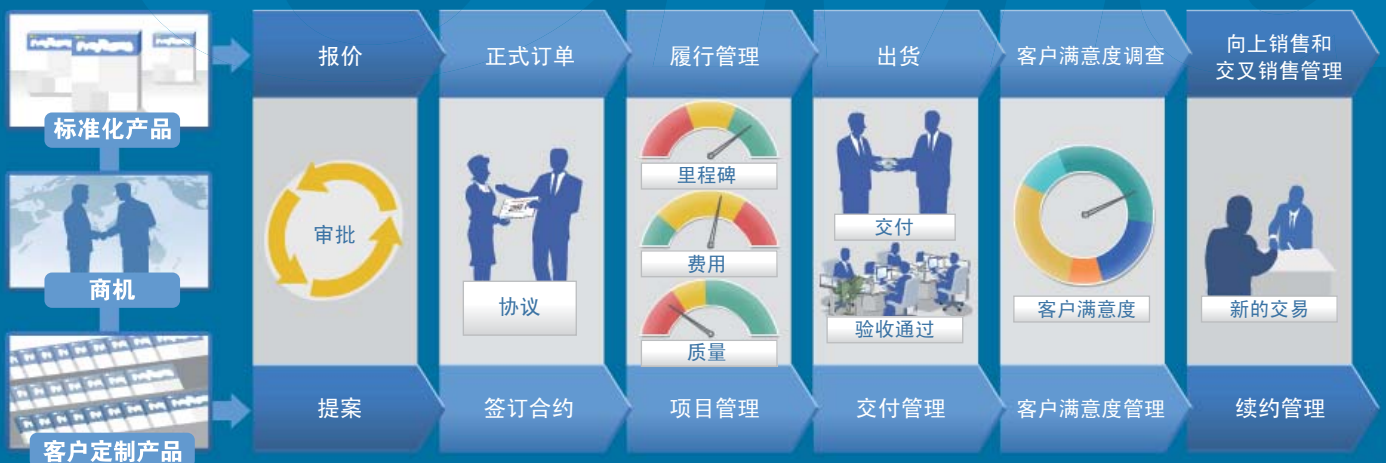 报价
正式订单
履行管理
出货
客户满意度调查
向上销售和
交叉销售管理
标准化产品
商机
客户定制产品
审批
协议
里程碑
费用
质量
交付
验收通过
客户满意度
新的交易
提案
签订合约
项目管理
交付管理
客户满意度管理
续约管理